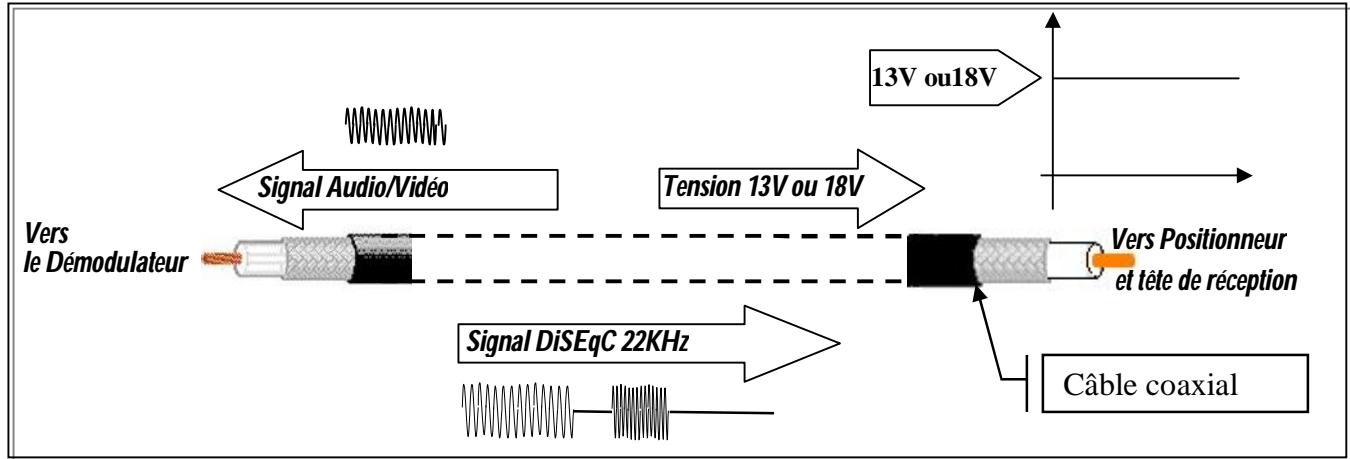 13V ou18V
Signal Audio/Vidéo
Tension 13V ou 18V
Vers
le Démodulateur
Vers Positionneur
et tête de réception
Signal DiSEqC 22KHz
Câble coaxial